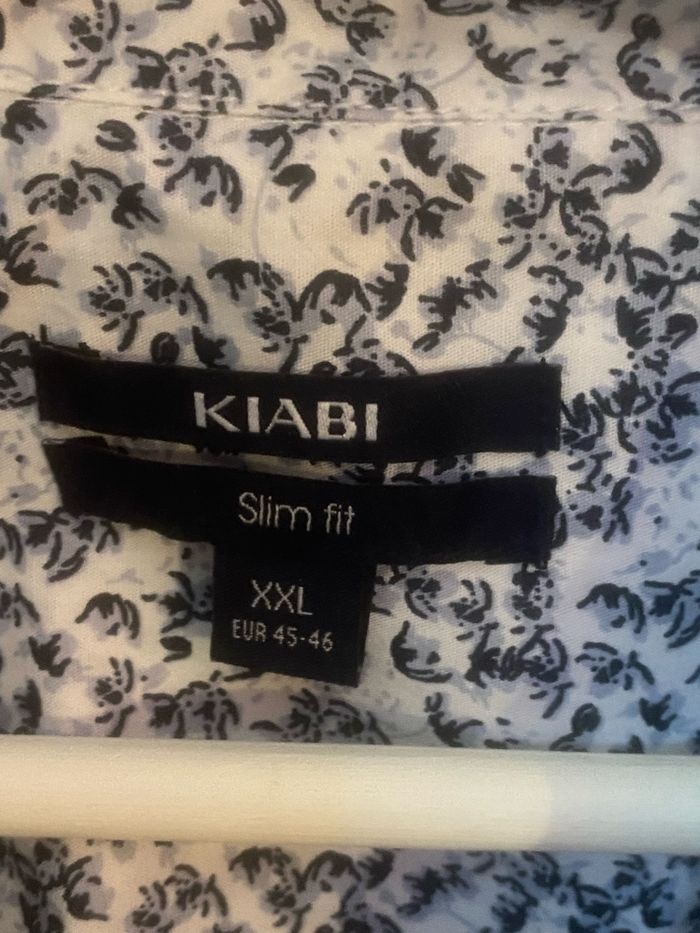 KIABI
Slim fit
XXL
EUR 45-46